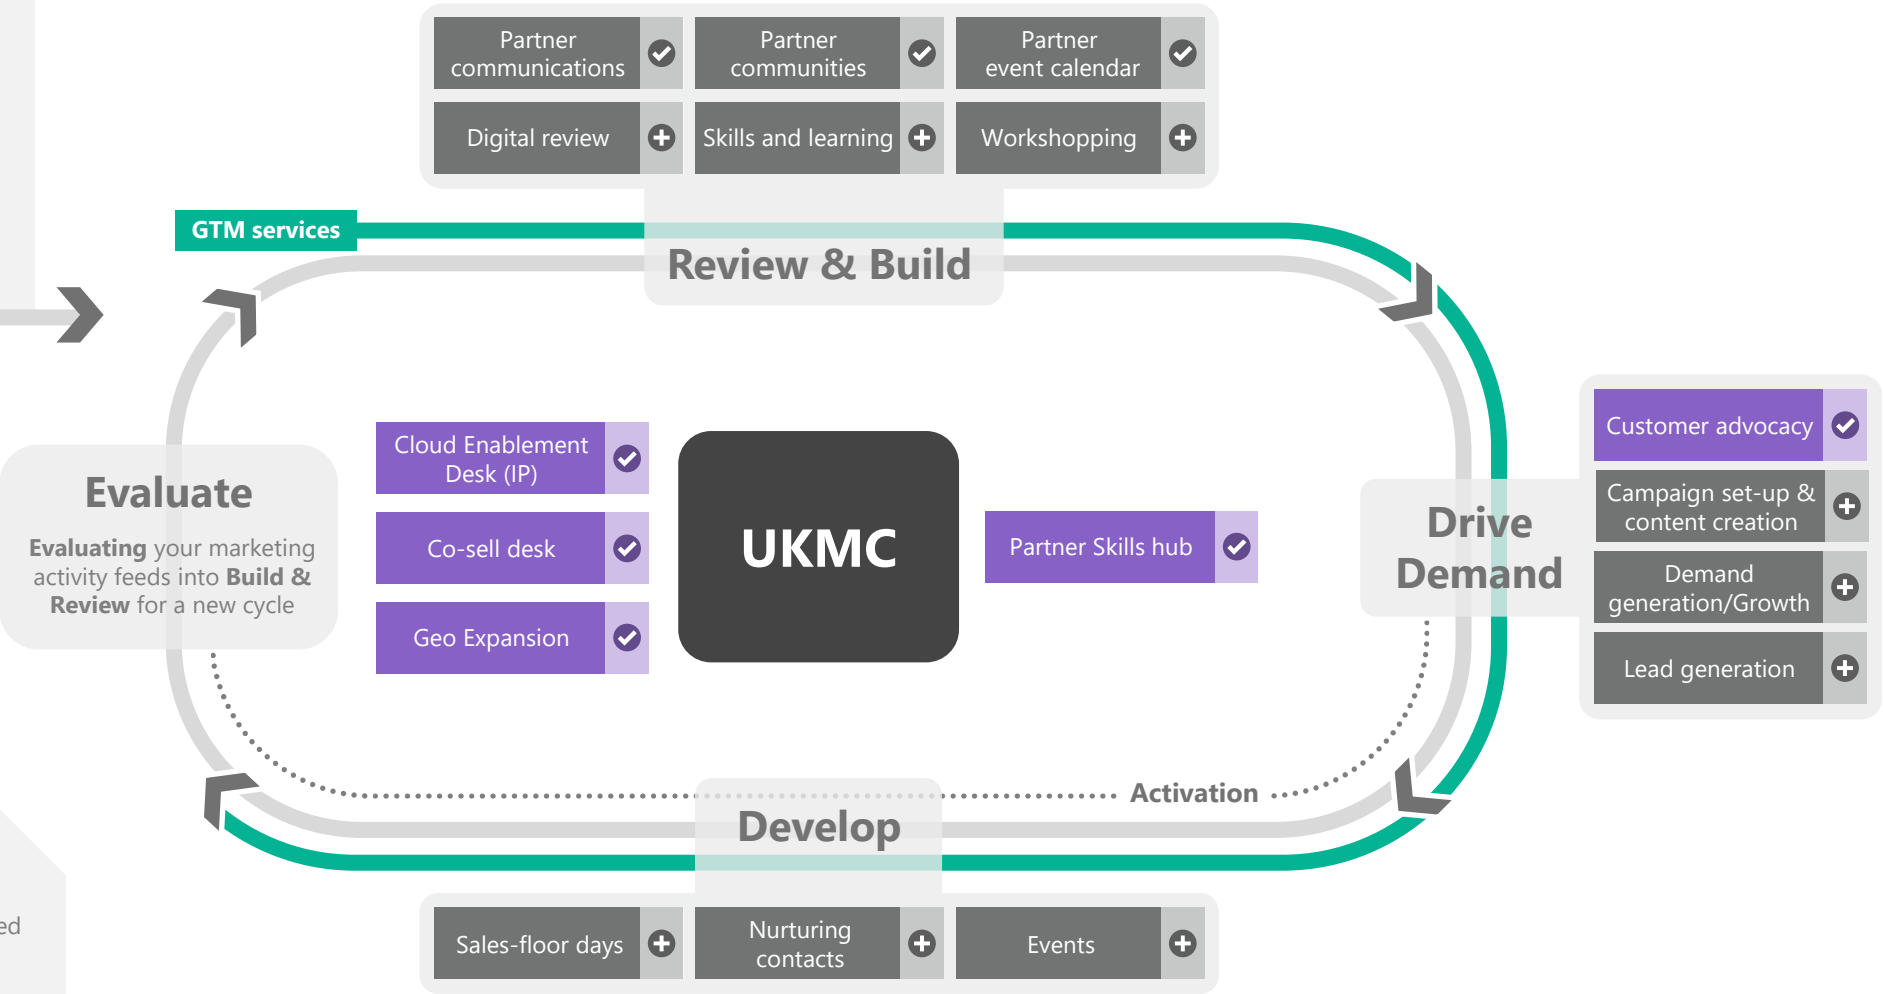 Partner
communications
Partner
communities
Partner
event calendar
Digital review
Skills and learning
Workshopping
GTM services
Review & Build
Customer advocacy
Cloud Enablement
Desk (IP)
Co-sell desk
Geo Expansion
UKMC
Partner Skills hub
Evaluate
Evaluating your marketing
activity feeds into Build &
Review for a new cycle
Drive
Demand
Campaign set-up &
content creation
Demand
generation/Growth
Lead generation
Activation
Develop
ed
Sales-floor days
Nurturing
contacts
Events